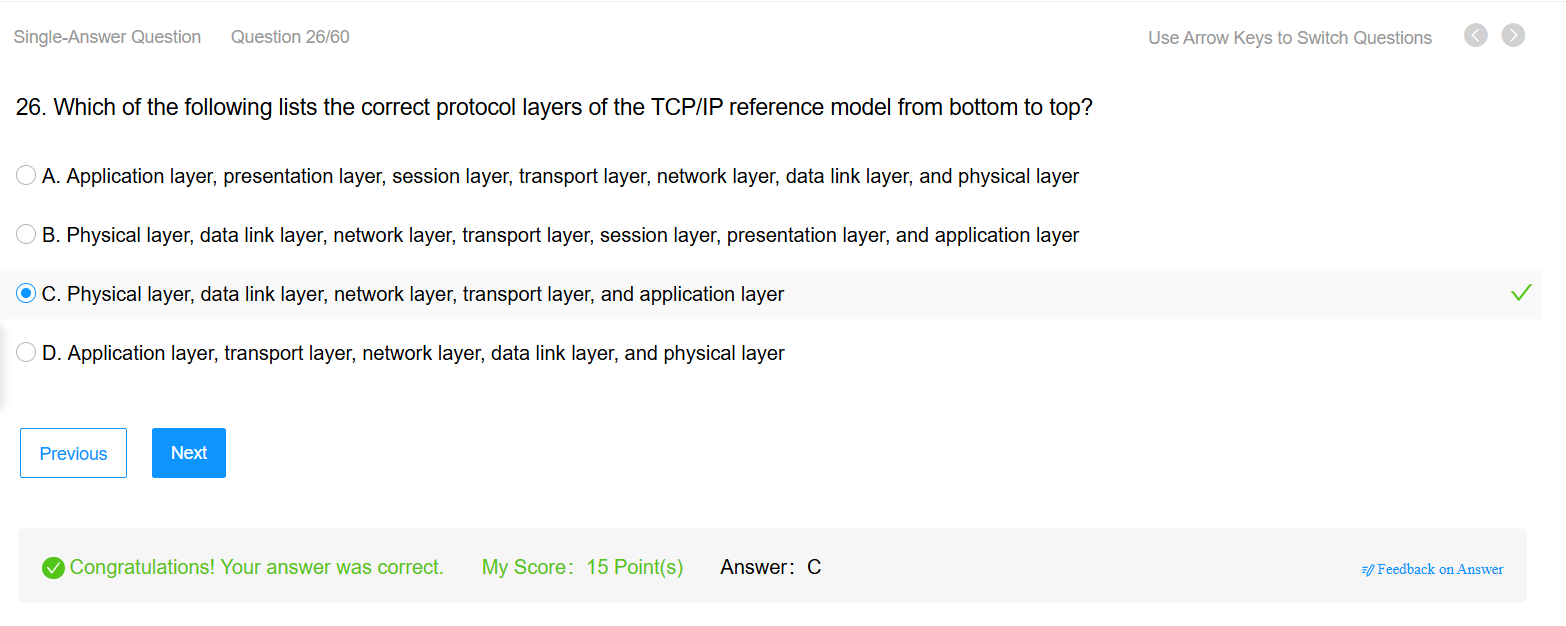 Single-Answer Question Question 26/60 Use Arrow Keys to Switch Questions
26. Which of the following lists the correct protocol layers of the TCP/IP reference model from bottom to top?
A. Application layer, presentation layer, session layer, transport layer, network layer, data link layer, and physical layer
B. Physical layer, data link layer, network layer, transport layer, session layer, presentation layer, and application layer
C. Physical layer, data link layer, network layer, transport layer, and application layer
D. Application layer, transport layer, network layer, data link layer, and physical layer
Previous Next
Congratulations! Your answer was correct. My Score： 15 Point(s) Answer： C Feedback on Answer